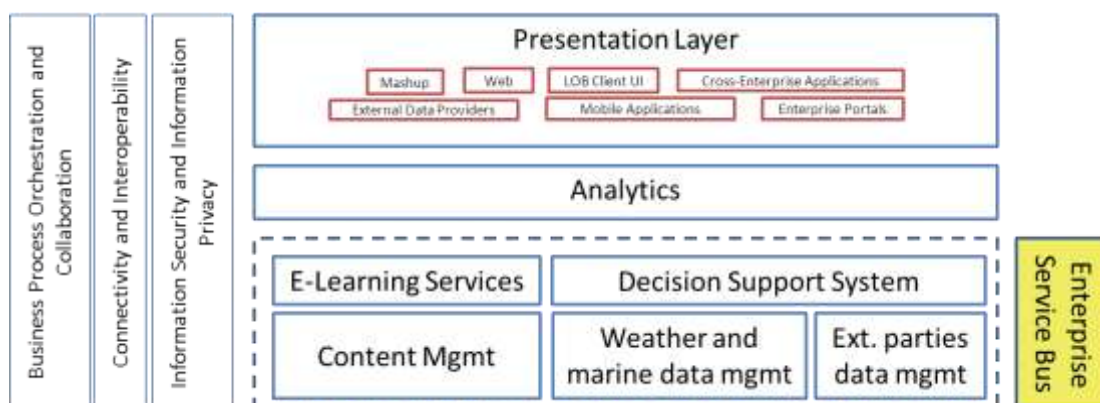 Business Process Orchestration and
Collaboration
Connectivity and Interoperability
Information Security and Information
Privacy
Presentation Layer
Mashup
Web
LOB Client UI
Cross-Enterprise Applications
External Data Providers
Mobile Applications
Enterprise Portals
Analytics
E-Learning Services
Decision Support System
Content Mgmt
Weather and
marine data mgmt
Ext. parties
data mgmt
Enterprise
Service Bus